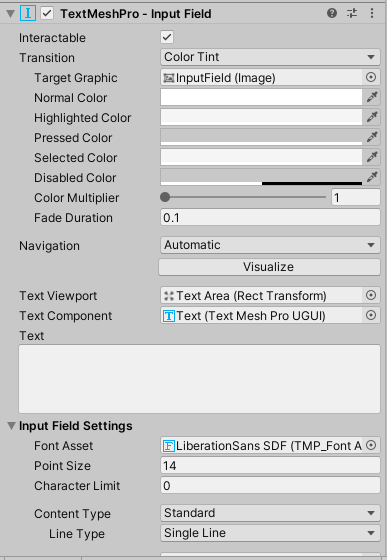 TextMeshPro - Input Field
Interactable
Transition Color Tint
Target Graphic InputField (Image)
Normal Color
Highlighted Color
Pressed Color
Selected Color
Disabled Color
Color Multiplier 1
Fade Duration 0.1
Navigation Automatic
Visualize
Text Viewport Text Area (Rect Transform)
Text Component Text (Text Mesh Pro UGUI)
Text
Input Field Settings
Font Asset LiberationSans SDF (TMP_Font A
Point Size 14
Character Limit 0
Content Type Standard
Line Type Single Line